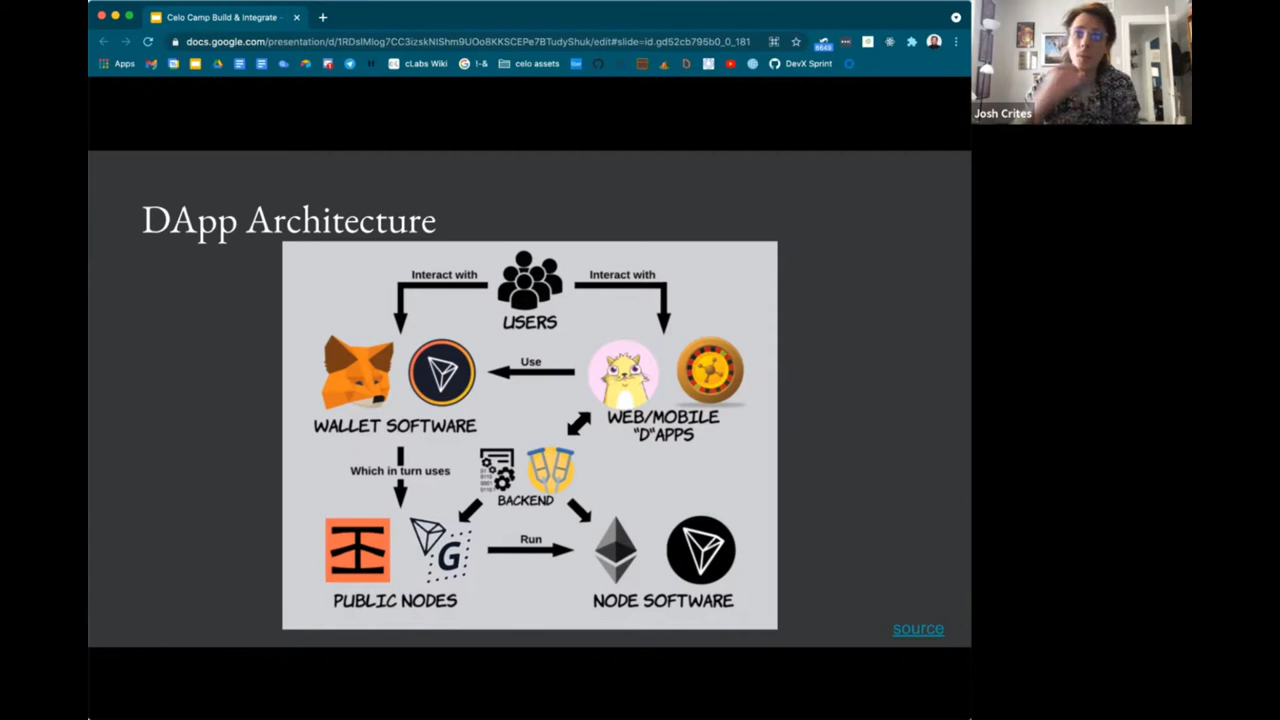 Celo Camp Build & Integrate -
docs.google.com/presentation/d/1RDsIMlog7CC3izskNIShm9UOo8KKSCEPe7BTudyShuk/edit#slide=id.gd52cb795b0_0_181
6649
Apps
cLabs Wiki
!-&
celo assets
DevX Sprint
Josh Crites
DApp Architecture
Interact with
Interact with
USERS
Use
WALLET SOFTWARE
WEB/MOBILE
"D"APPS
Which in turn uses
BACKEND
G
Run
PUBLIC NODES
NODE SOFTWARE
source